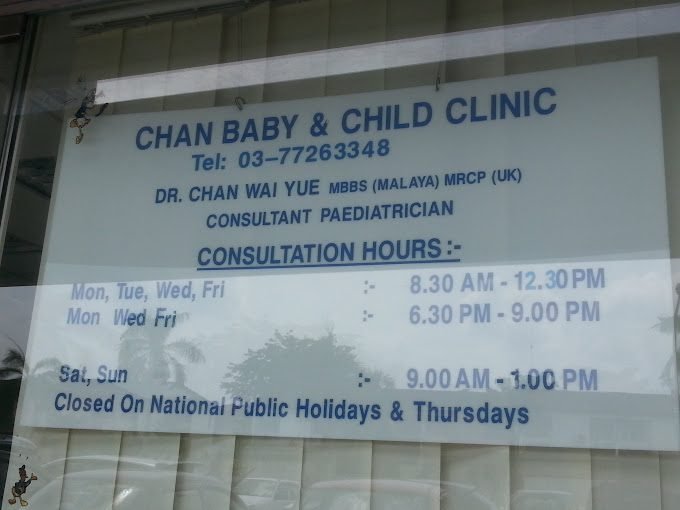 CHAN BABY & CHILD CLINIC
Tel: 03-77263348
DR. CHAN WAI YUE MBBS (MALAYA) MRCP (UK)
CONSULTANT PAEDIATRICIAN
CONSULTATION HOURS :-
Mon, Tue, Wed, Fri :- 8.30 AM - 12.30 PM
Mon Wed Fri :- 6.30 PM - 9.00 PM
Sat, Sun :- 9.00 AM - 1.00 PM
Closed On National Public Holidays & Thursdays